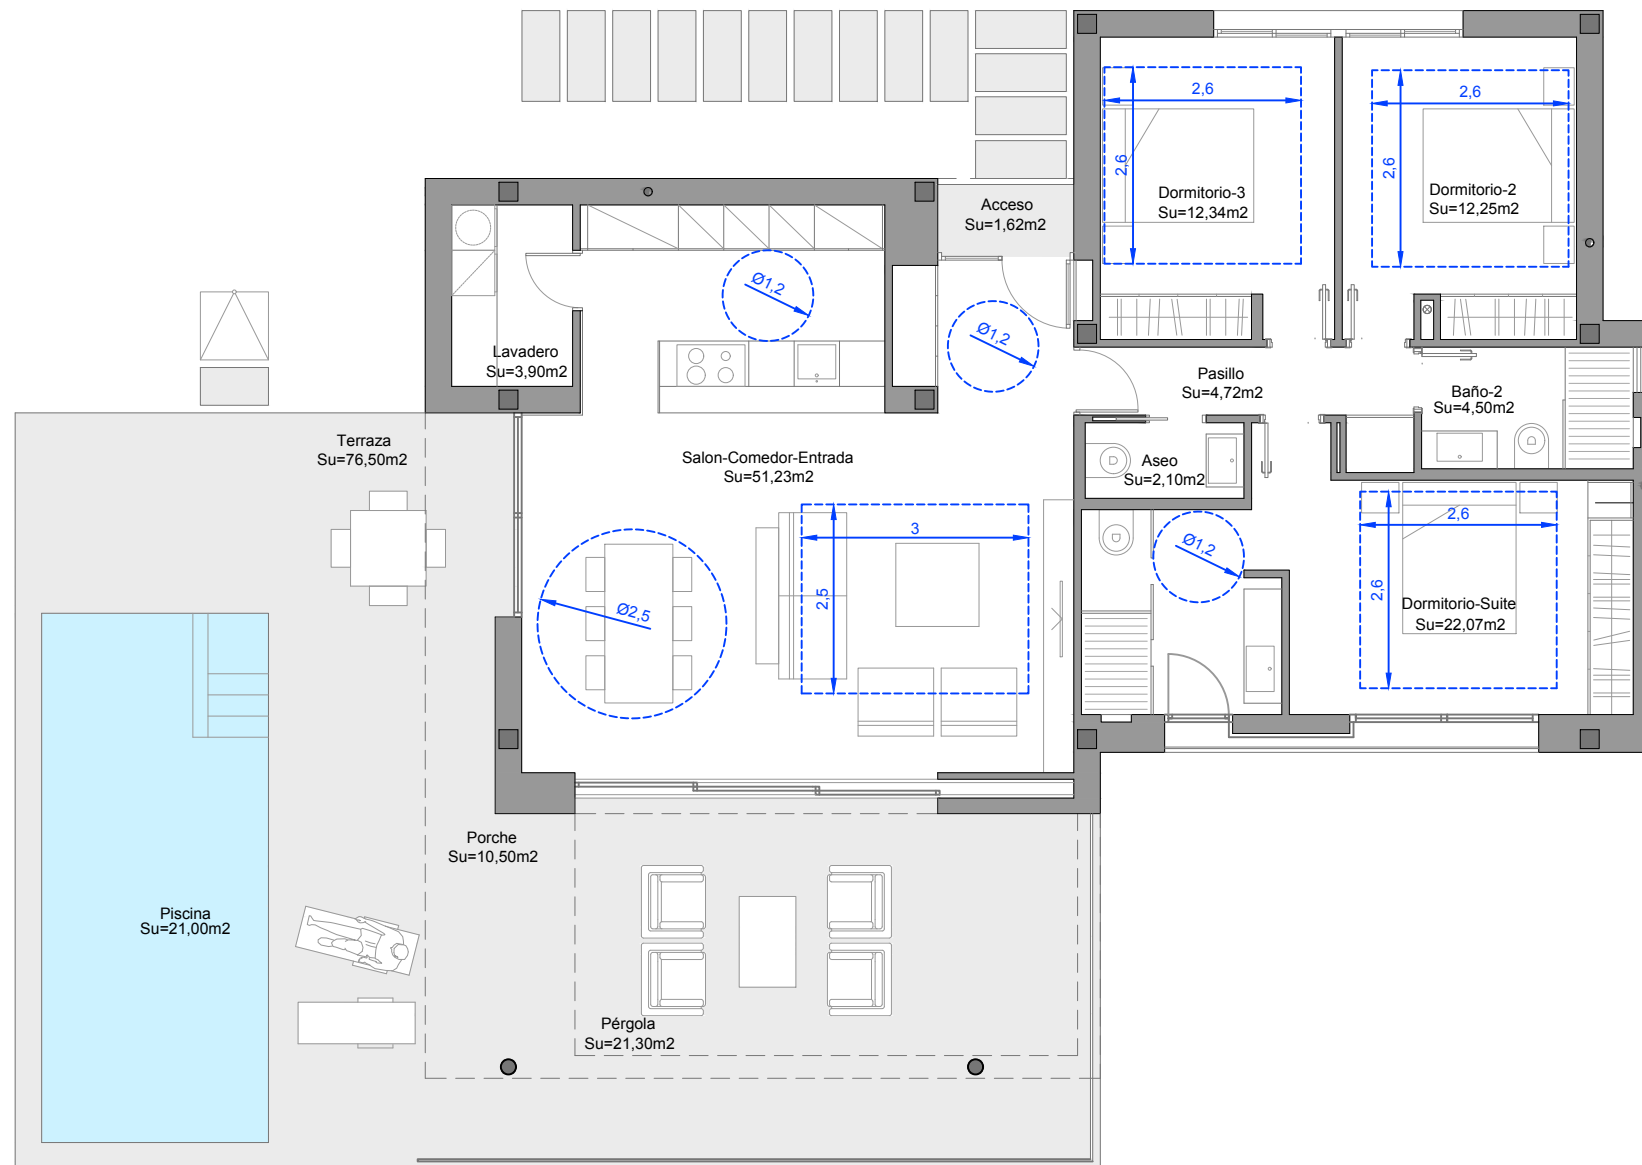 2,6
2,6
2,6
2,6
Dormitorio-3
Su=12,34m2
Dormitorio-2
Su=12,25m2
Acceso
Su=1,62m2
Ø1,2
Ø1,2
Lavadero
Su=3,90m2
Pasillo
Su=4,72m2
Baño-2
Su=4,50m2
Terraza
Su=76,50m2
Salon-Comedor-Entrada
Su=51,23m2
Aseo
Su=2,10m2
3
2,5
Ø2,5
Ø1,2
2,6
2,6
Dormitorio-Suite
Su=22,07m2
Porche
Su=10,50m2
Piscina
Su=21,00m2
Pérgola
Su=21,30m2